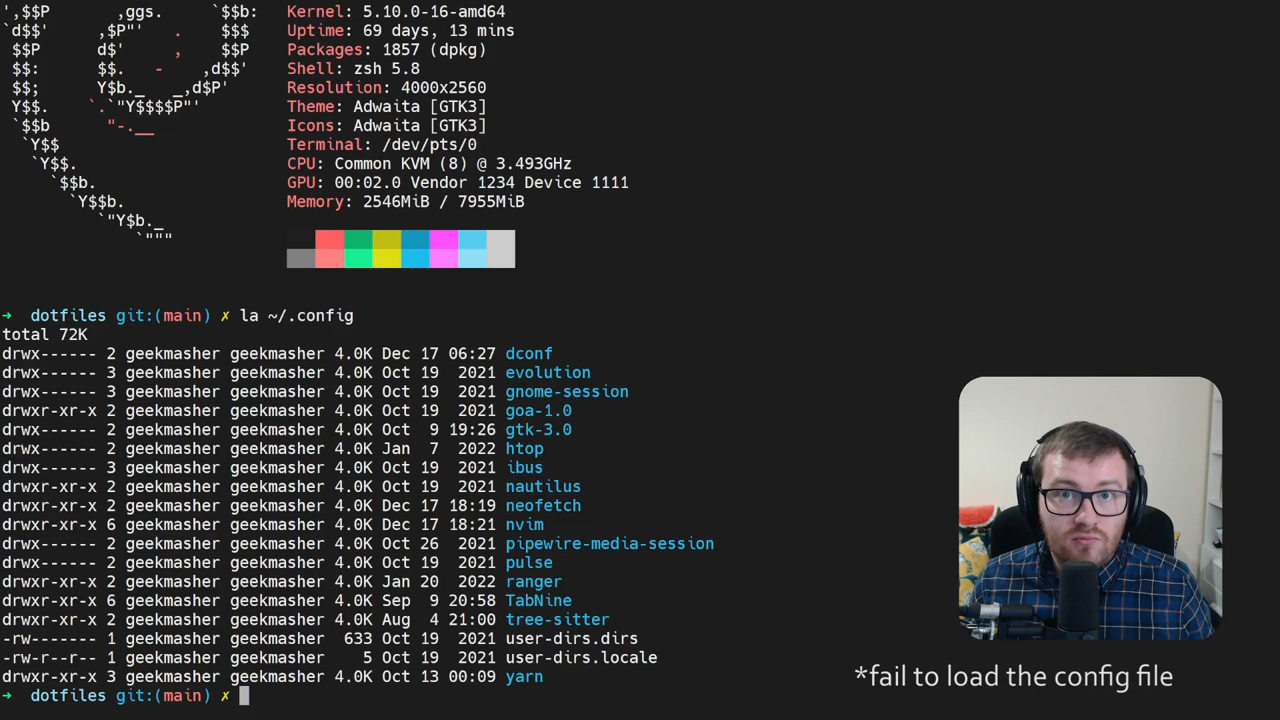 ',$$P       ,ggs.     `$$b:   Kernel: 5.10.0-16-amd64
`d$$'     ,$P"'   .    $$$    Uptime: 69 days, 13 mins
 $$P      d$'     ,    $$P    Packages: 1857 (dpkg)
 $$:      $$.   -    ,d$$'    Shell: zsh 5.8
 $$;      Y$b._   _,d$P'      Resolution: 4000x2560
 Y$$.    `.`"Y$$$$P"'         Theme: Adwaita [GTK3]
 `$$b      "-.__              Icons: Adwaita [GTK3]
  `Y$$                        Terminal: /dev/pts/0
   `Y$$.                      CPU: Common KVM (8) @ 3.493GHz
     `$$b.                    GPU: 00:02.0 Vendor 1234 Device 1111
       `Y$$b.                 Memory: 2546MiB / 7955MiB
          `"Y$b._
              `"""
➜  dotfiles git:(main) ✗ la ~/.config
total 72K
drwx------ 2 geekmasher geekmasher 4.0K Dec 17 06:27 dconf
drwx------ 3 geekmasher geekmasher 4.0K Oct 19  2021 evolution
drwx------ 3 geekmasher geekmasher 4.0K Oct 19  2021 gnome-session
drwxr-xr-x 2 geekmasher geekmasher 4.0K Oct 19  2021 goa-1.0
drwx------ 2 geekmasher geekmasher 4.0K Oct  9 19:26 gtk-3.0
drwx------ 2 geekmasher geekmasher 4.0K Jan  7  2022 htop
drwx------ 3 geekmasher geekmasher 4.0K Oct 19  2021 ibus
drwxr-xr-x 2 geekmasher geekmasher 4.0K Oct 19  2021 nautilus
drwxr-xr-x 2 geekmasher geekmasher 4.0K Dec 17 18:19 neofetch
drwxr-xr-x 6 geekmasher geekmasher 4.0K Dec 17 18:21 nvim
drwx------ 2 geekmasher geekmasher 4.0K Oct 26  2021 pipewire-media-session
drwx------ 2 geekmasher geekmasher 4.0K Oct 19  2021 pulse
drwxr-xr-x 2 geekmasher geekmasher 4.0K Jan 20  2022 ranger
drwxr-xr-x 6 geekmasher geekmasher 4.0K Sep  9 20:58 TabNine
drwxr-xr-x 2 geekmasher geekmasher 4.0K Aug  4 21:00 tree-sitter
-rw------- 1 geekmasher geekmasher  633 Oct 19  2021 user-dirs.dirs
-rw-r--r-- 1 geekmasher geekmasher    5 Oct 19  2021 user-dirs.locale
drwxr-xr-x 3 geekmasher geekmasher 4.0K Oct 13 00:09 yarn
➜  dotfiles git:(main) ✗
*fail to load the config file